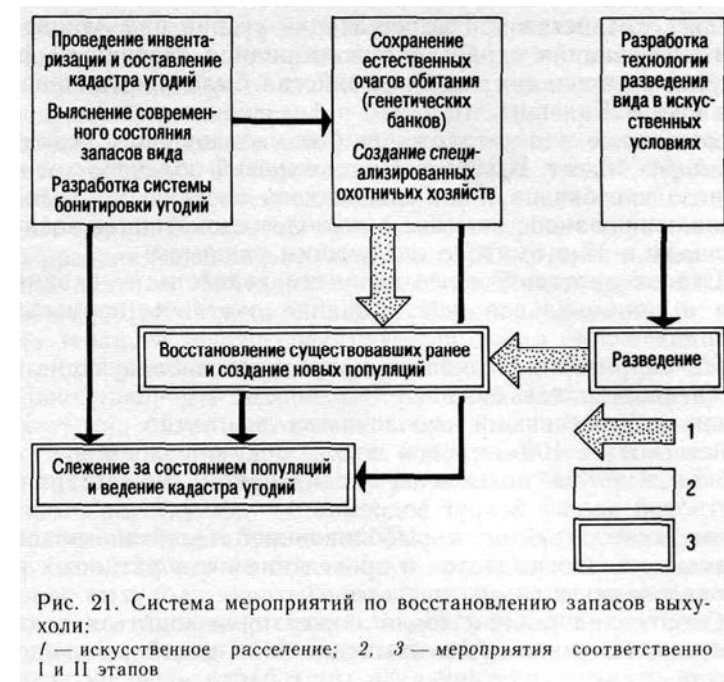 Проведение инвента-
ризации и составление
кадастра угодий
Выяснение современ-
ного состояния
запасов вида
Разработка системы
бонитировки угодий
Сохранение
естественных
очагов обитания
(генетических
банков)
Создание специ-
ализированных
охотничьих хозяйств
Разработка
технологии
разведения
вида в искус-
ственных
условиях
Восстановление существовавших ранее
и создание новых популяций
Разведение
Слежение за состоянием популяций
и ведение кадастра угодий
1
2
3
Рис. 21. Система мероприятий по восстановлению запасов выху-
холи:
1 — искусственное расселение; 2, 3 — мероприятия соответственно
I и II этапов